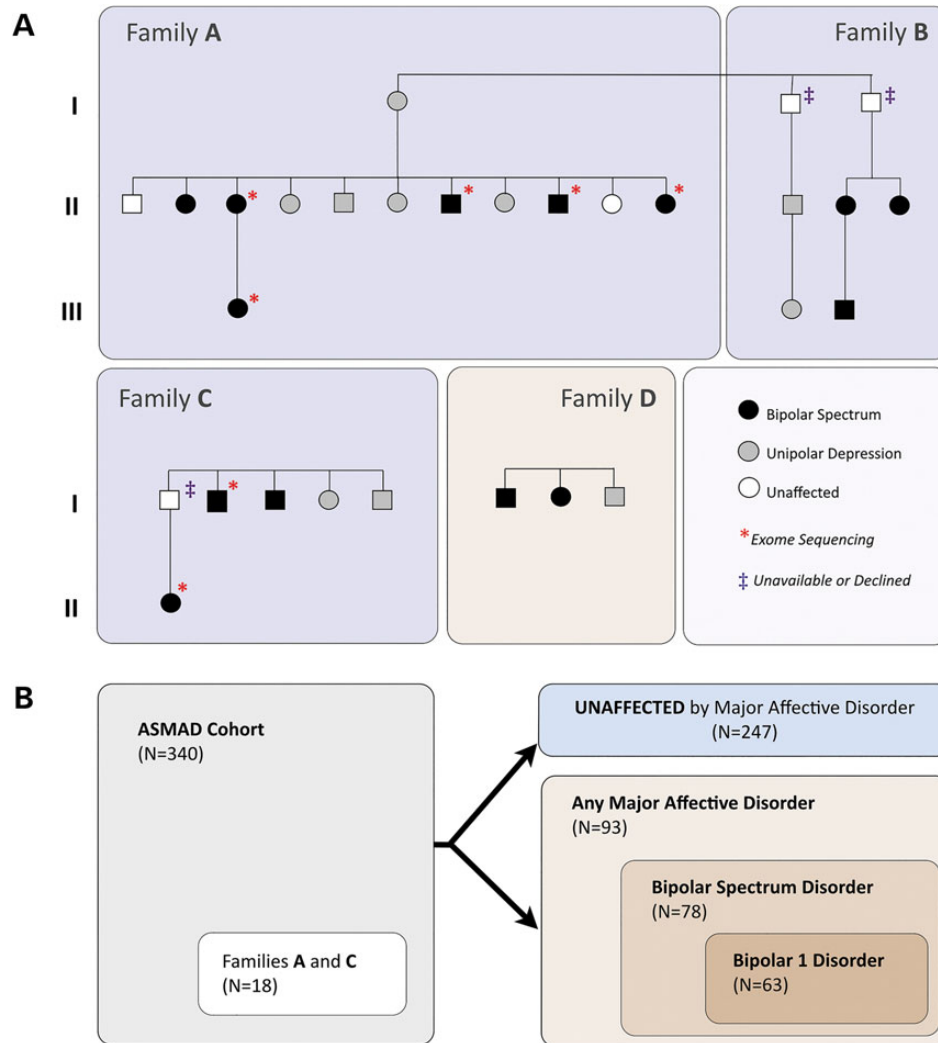 A
Family A
Family B
I
‡
‡
II
*
*
*
*
III
*
Family C
Family D
I
‡
*
II
*
Bipolar Spectrum
Unipolar Depression
Unaffected
* Exome Sequencing
‡ Unavailable or Declined
B
ASMAD Cohort
(N=340)
Families A and C
(N=18)
UNAFFECTED by Major Affective Disorder
(N=247)
Any Major Affective Disorder
(N=93)
Bipolar Spectrum Disorder
(N=78)
Bipolar 1 Disorder
(N=63)